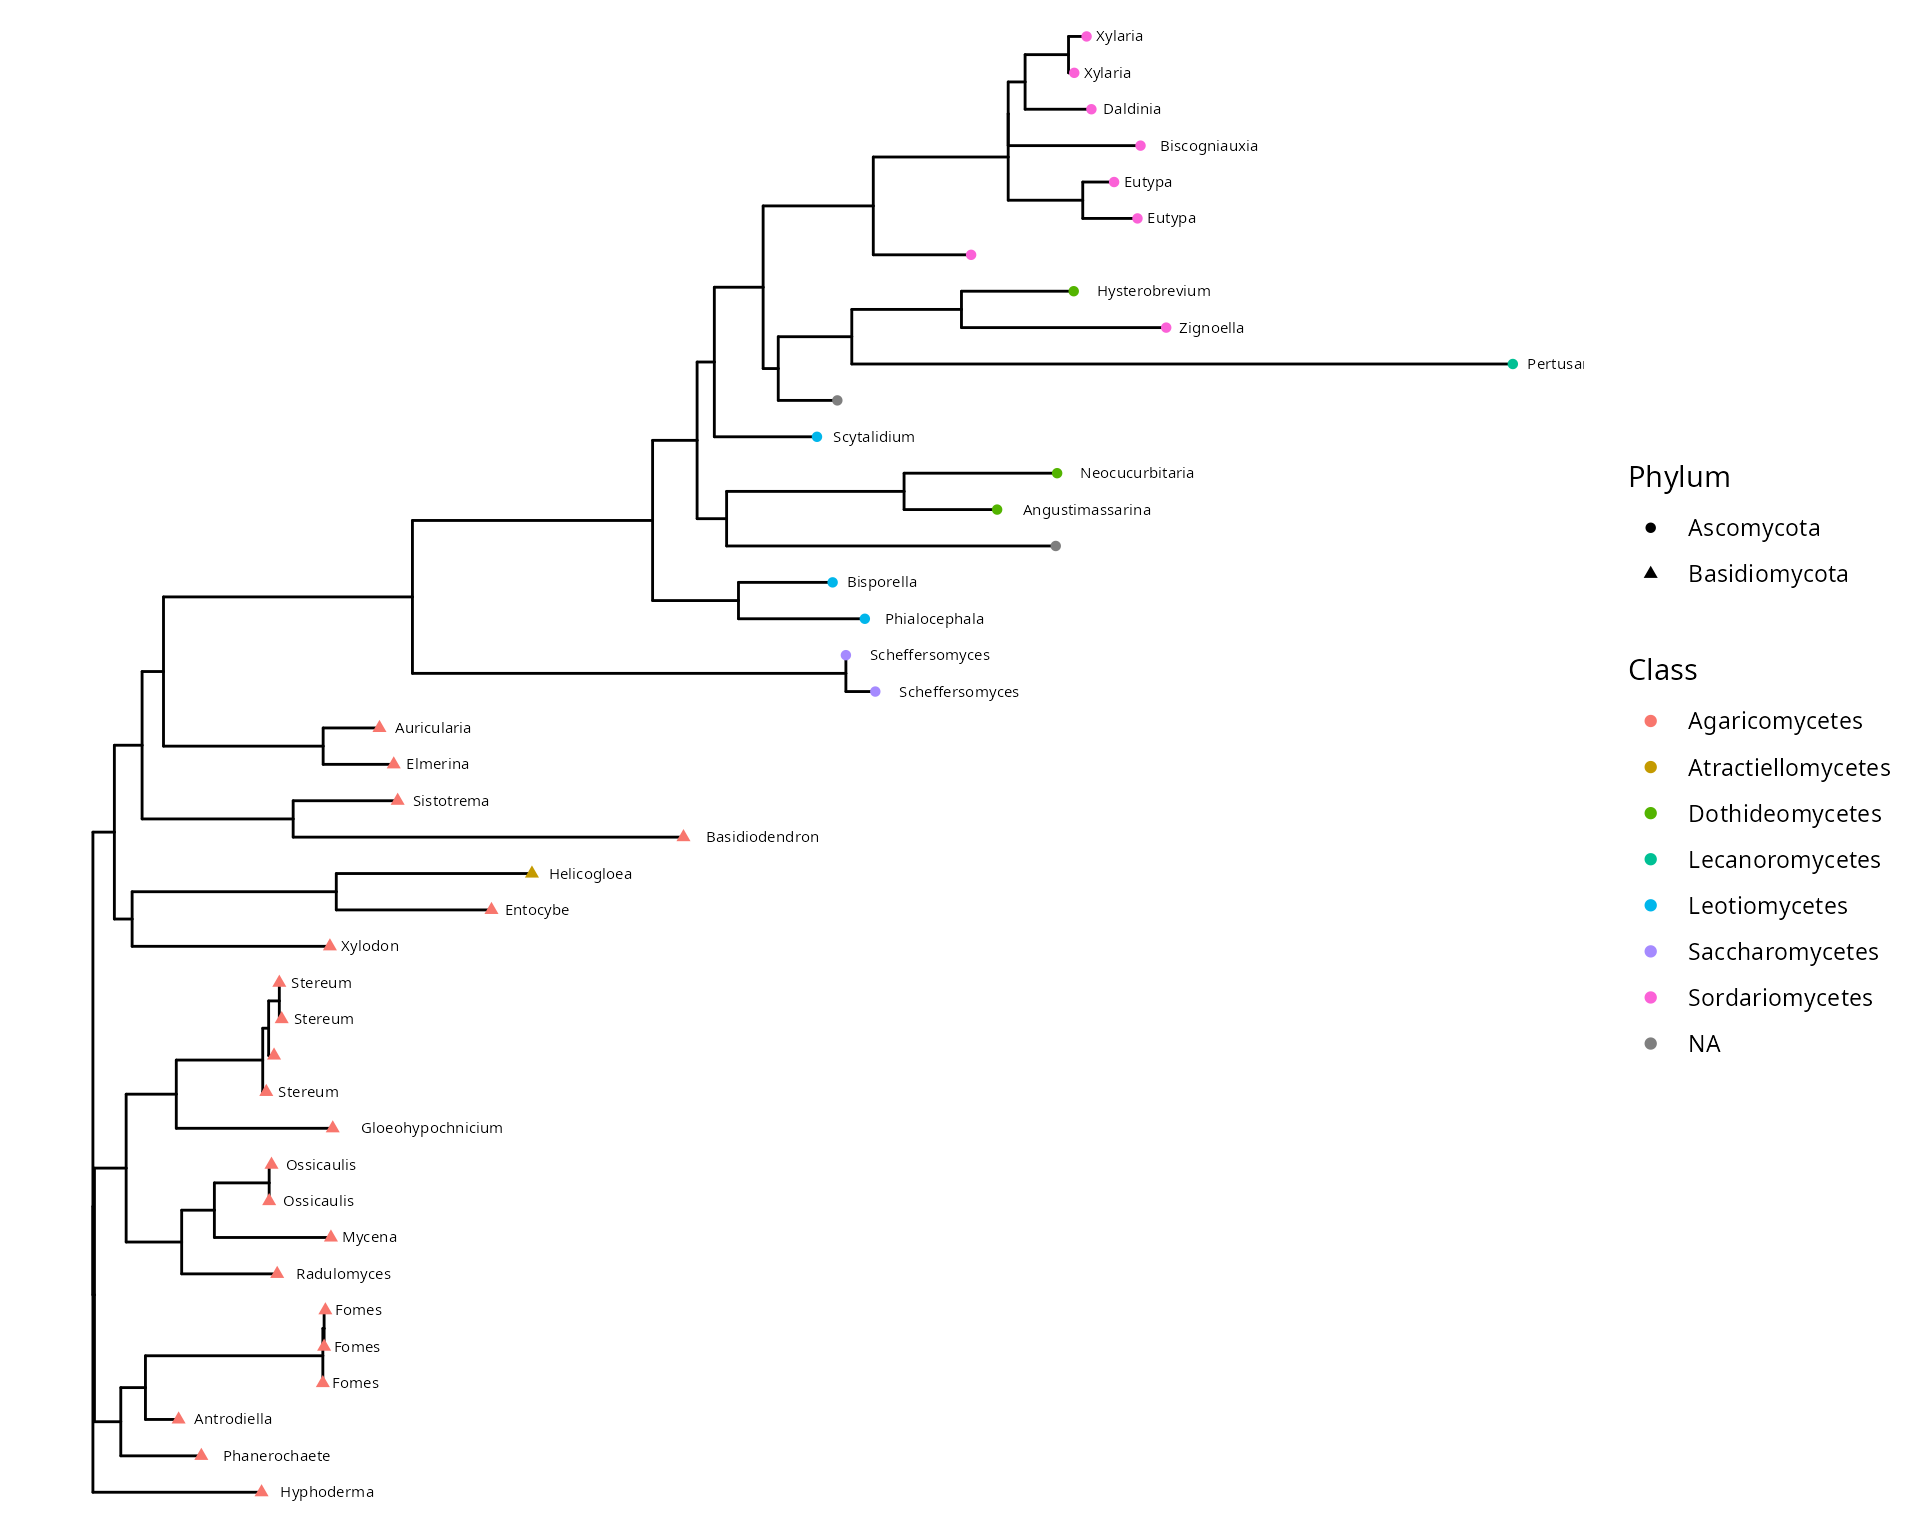 Xylaria
Xylaria
Daldinia
Biscogniauxia
Eutypa
Eutypa
Hysterobrevium
Zignoella
Scytalidium
Neocucurbitaria
Angustimassarina
Bisporella
Phialocephala
Scheffersomyces
Scheffersomyces
Auricularia
Elmerina
Sistotrema
Basidiodendron
Helicogloea
Entocybe
Xylodon
Stereum
Stereum
Stereum
Gloeohypochnicium
Ossicaulis
Ossicaulis
Mycena
Radulomyces
Fomes
Fomes
Fomes
Antrodiella
Phanerochaete
Hyphoderma
Phylum
Ascomycota
Basidiomycota
Class
Agaricomycetes
Atractiellomycetes
Dothideomycetes
Lecanoromycetes
Leotiomycetes
Saccharomycetes
Sordariomycetes
NA